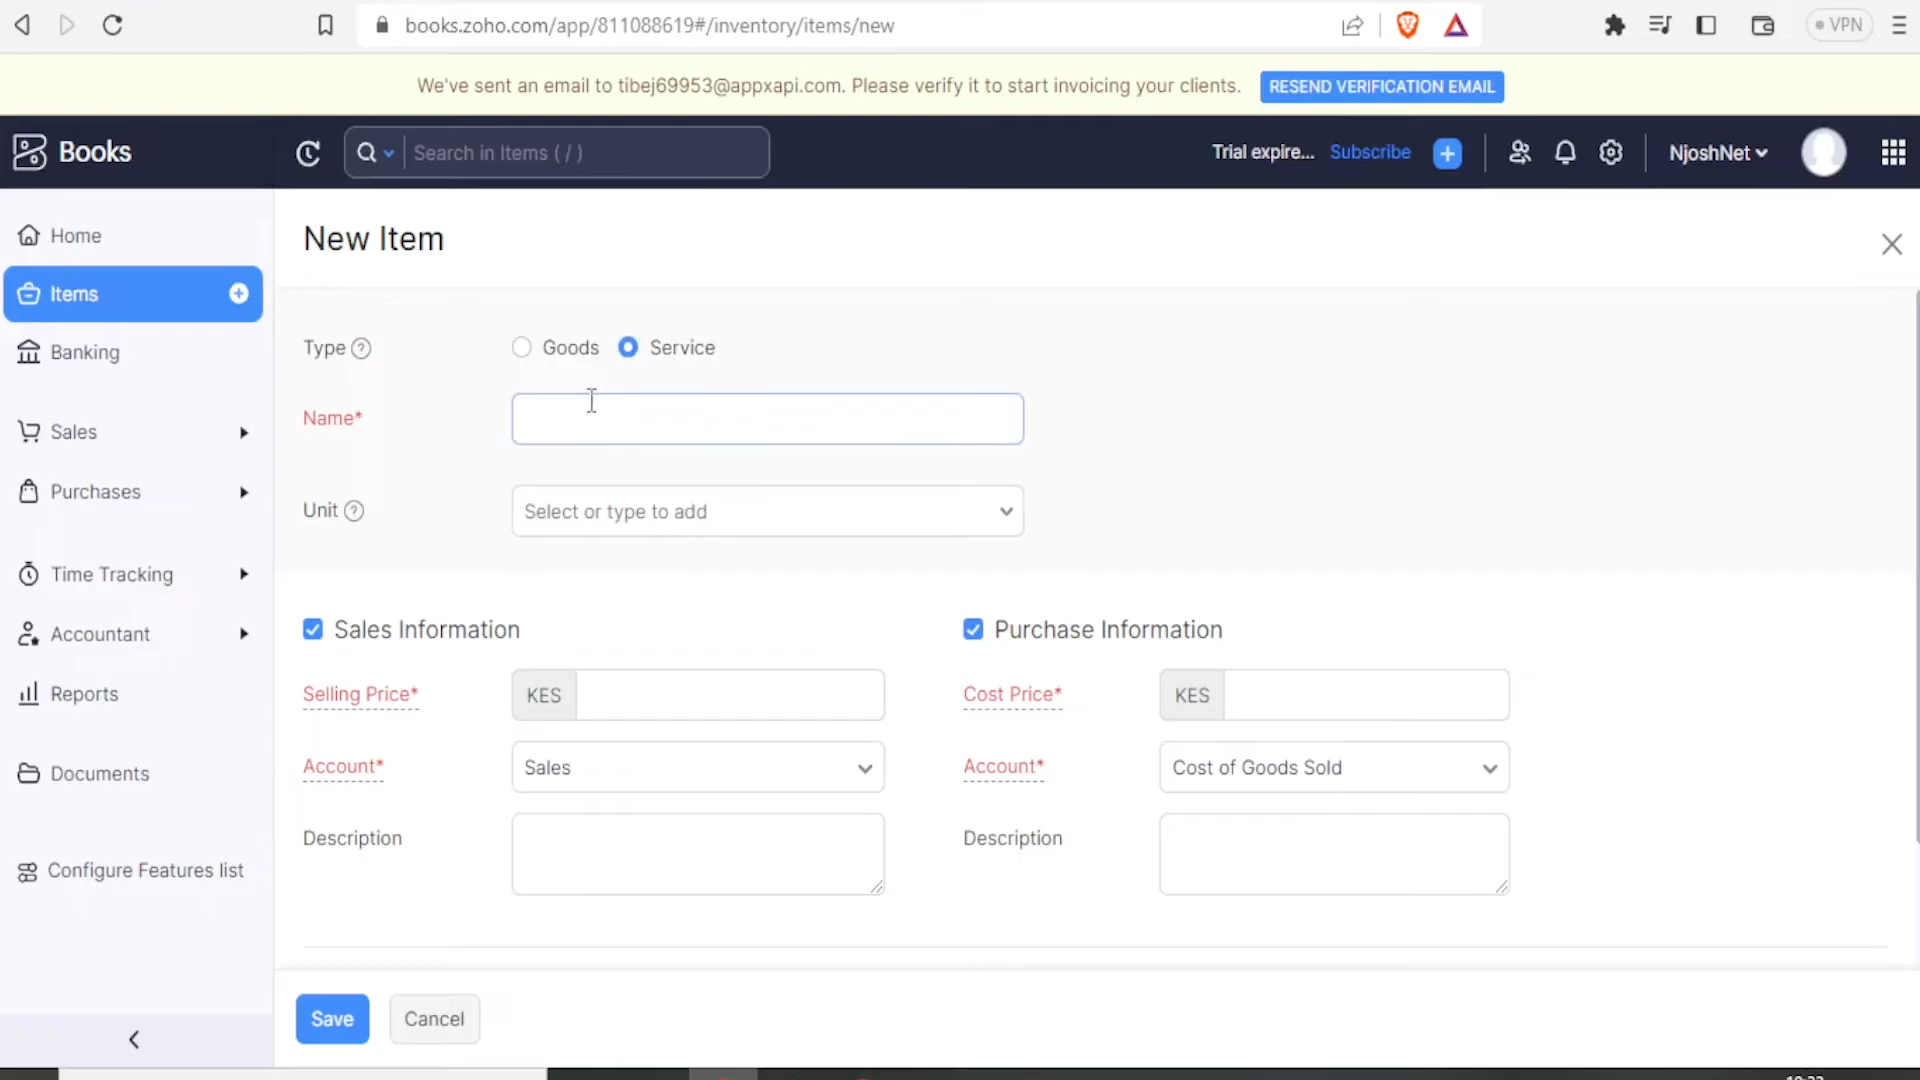 books.zoho.com/app/811088619#/inventory/items/new
VPN
We've sent an email to tibej69953@appxapi.com. Please verify it to start invoicing your clients. RESEND VERIFICATION EMAIL
Books
Search in Items ( / )
Trial expire... Subscribe
NjoshNet
Home
Items
Banking
Sales
Purchases
Time Tracking
Accountant
Reports
Documents
Configure Features list
New Item
Type ? Goods Service
Name*
Unit ? Select or type to add
Sales Information
Selling Price* KES
Account* Sales
Description
Purchase Information
Cost Price* KES
Account* Cost of Goods Sold
Description
Save Cancel